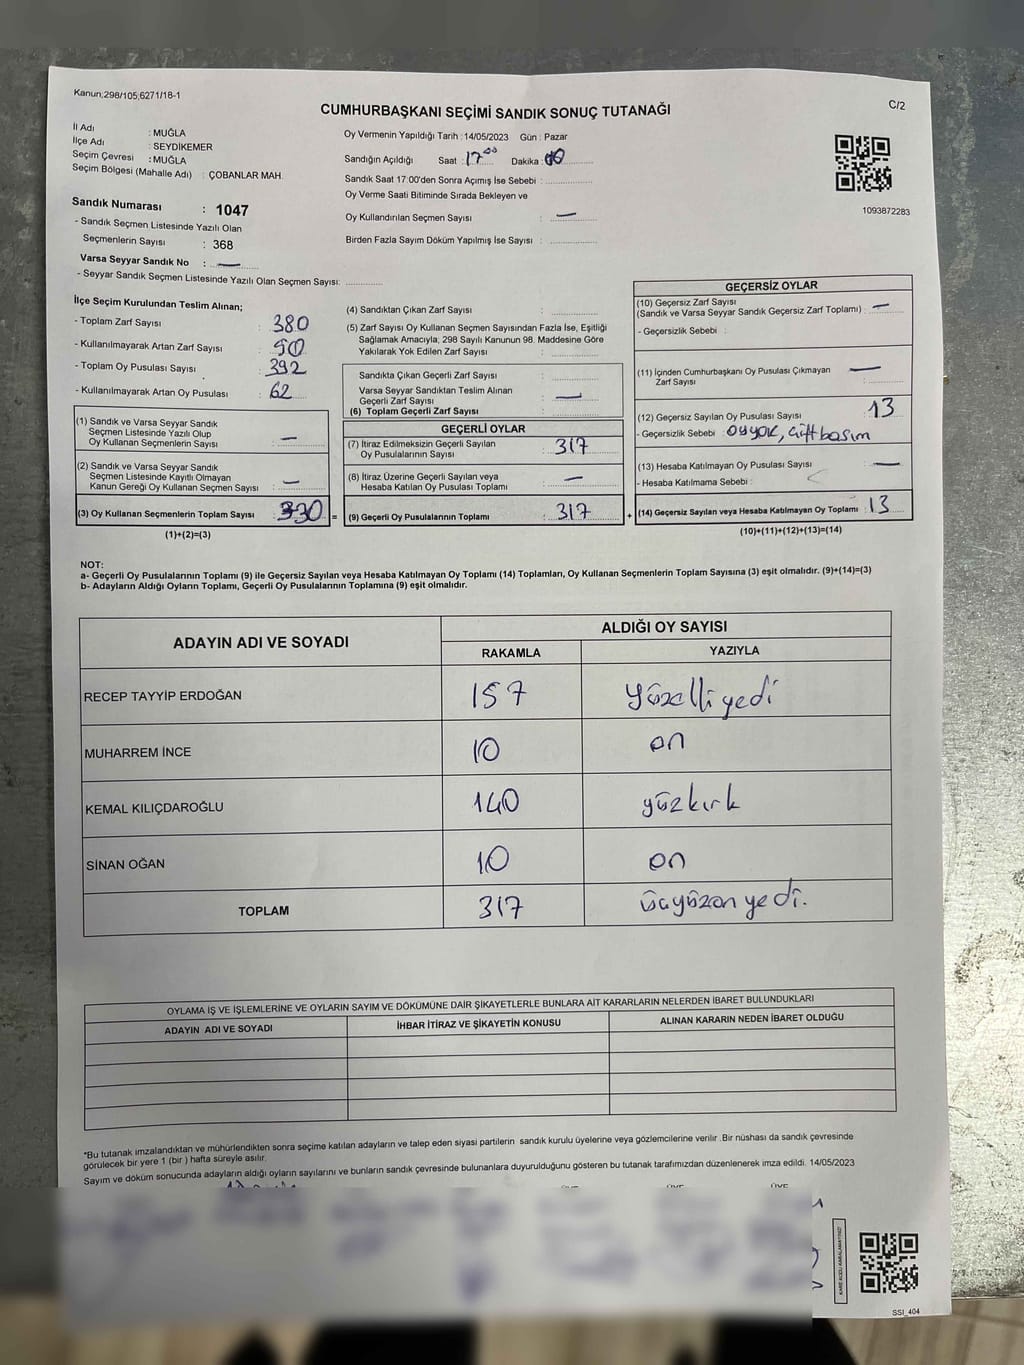 Kanun;298/105;6271/18-1
C/2
CUMHURBAŞKANI SEÇİMİ SANDIK SONUÇ TUTANAĞI
İl Adı : MUĞLA
İlçe Adı : SEYDİKEMER
Seçim Çevresi : MUĞLA
Seçim Bölgesi (Mahalle Adı) : ÇOBANLAR MAH.
Sandık Numarası : 1047
- Sandık Seçmen Listesinde Yazılı Olan
Seçmenlerin Sayısı : 368
Varsa Seyyar Sandık No : —
- Seyyar Sandık Seçmen Listesinde Yazılı Olan Seçmen Sayısı:
Oy Vermenin Yapıldığı Tarih :14/05/2023 Gün : Pazar
Sandığın Açıldığı Saat : 17⁰⁰ Dakika : 00
Sandık Saat 17:00'den Sonra Açımış İse Sebebi :
Oy Verme Saati Bitiminde Sırada Bekleyen ve
Oy Kullandırılan Seçmen Sayısı : —
Birden Fazla Sayım Döküm Yapılmış İse Sayısı :
1093872283
İlçe Seçim Kurulundan Teslim Alınan;
- Toplam Zarf Sayısı : 380
- Kullanılmayarak Artan Zarf Sayısı : 50
- Toplam Oy Pusulası Sayısı : 392
- Kullanılmayarak Artan Oy Pusulası : 62
(1) Sandık ve Varsa Seyyar Sandık
Seçmen Listesinde Yazılı Olup
Oy Kullanan Seçmenlerin Sayısı : —
(2) Sandık ve Varsa Seyyar Sandık
Seçmen Listesinde Kayıtlı Olmayan
Kanun Gereği Oy Kullanan Seçmen Sayısı : —
(3) Oy Kullanan Seçmenlerin Toplam Sayısı : 330 =
(1)+(2)=(3)
(4) Sandıktan Çıkan Zarf Sayısı :
(5) Zarf Sayısı Oy Kullanan Seçmen Sayısından Fazla İse, Eşitliği
Sağlamak Amacıyla, 298 Sayılı Kanunun 98. Maddesine Göre
Yakılarak Yok Edilen Zarf Sayısı :
Sandıkta Çıkan Geçerli Zarf Sayısı :
Varsa Seyyar Sandıktan Teslim Alınan
Geçerli Zarf Sayısı : —
(6) Toplam Geçerli Zarf Sayısı :
GEÇERLİ OYLAR
(7) İtiraz Edilmeksizin Geçerli Sayılan
Oy Pusulalarının Sayısı : 317
(8) İtiraz Üzerine Geçerli Sayılan veya
Hesaba Katılan Oy Pusulası Toplamı : —
(9) Geçerli Oy Pusulalarının Toplamı : 317 +
GEÇERSİZ OYLAR
(10) Geçersiz Zarf Sayısı
(Sandık ve Varsa Seyyar Sandık Geçersiz Zarf Toplamı) : —
- Geçersizlik Sebebi :
(11) İçinden Cumhurbaşkanı Oy Pusulası Çıkmayan
Zarf Sayısı : —
(12) Geçersiz Sayılan Oy Pusulası Sayısı : 13
- Geçersizlik Sebebi : oy yok, çift basım
(13) Hesaba Katılmayan Oy Pusulası Sayısı : —
- Hesaba Katılmama Sebebi :
(14) Geçersiz Sayılan veya Hesaba Katılmayan Oy Toplamı : 13
(10)+(11)+(12)+(13)=(14)
NOT:
a- Geçerli Oy Pusulalarının Toplamı (9) ile Geçersiz Sayılan veya Hesaba Katılmayan Oy Toplamı (14) Toplamları, Oy Kullanan Seçmenlerin Toplam Sayısına (3) eşit olmalıdır. (9)+(14)=(3)
b- Adayların Aldığı Oyların Toplamı, Geçerli Oy Pusulalarının Toplamına (9) eşit olmalıdır.
ADAYIN ADI VE SOYADI
ALDIĞI OY SAYISI
RAKAMLA YAZIYLA
RECEP TAYYİP ERDOĞAN 157 yüzelli yedi
MUHARREM İNCE 10 on
KEMAL KILIÇDAROĞLU 140 yüzkırk
SİNAN OĞAN 10 on
TOPLAM 317 üçyüzon yedi.
OYLAMA İŞ VE İŞLEMLERİNE VE OYLARIN SAYIM VE DÖKÜMÜNE DAİR ŞİKAYETLERLE BUNLARA AİT KARARLARIN NELERDEN İBARET BULUNDUKLARI
ADAYIN ADI VE SOYADI İHBAR İTİRAZ VE ŞİKAYETİN KONUSU ALINAN KARARIN NEDEN İBARET OLDUĞU
*Bu tutanak imzalandıktan ve mühürlendikten sonra seçime katılan adayların ve talep eden siyasi partilerin sandık kurulu üyelerine veya gözlemcilerine verilir .Bir nüshası da sandık çevresinde
görülecek bir yere 1 (bir ) hafta süreyle asılır.
Sayım ve döküm sonucunda adayların aldığı oyların sayılarını ve bunların sandık çevresinde bulunanlara duyurulduğunu gösteren bu tutanak tarafımızdan düzenlenerek imza edildi. 14/05/2023
SSI_404